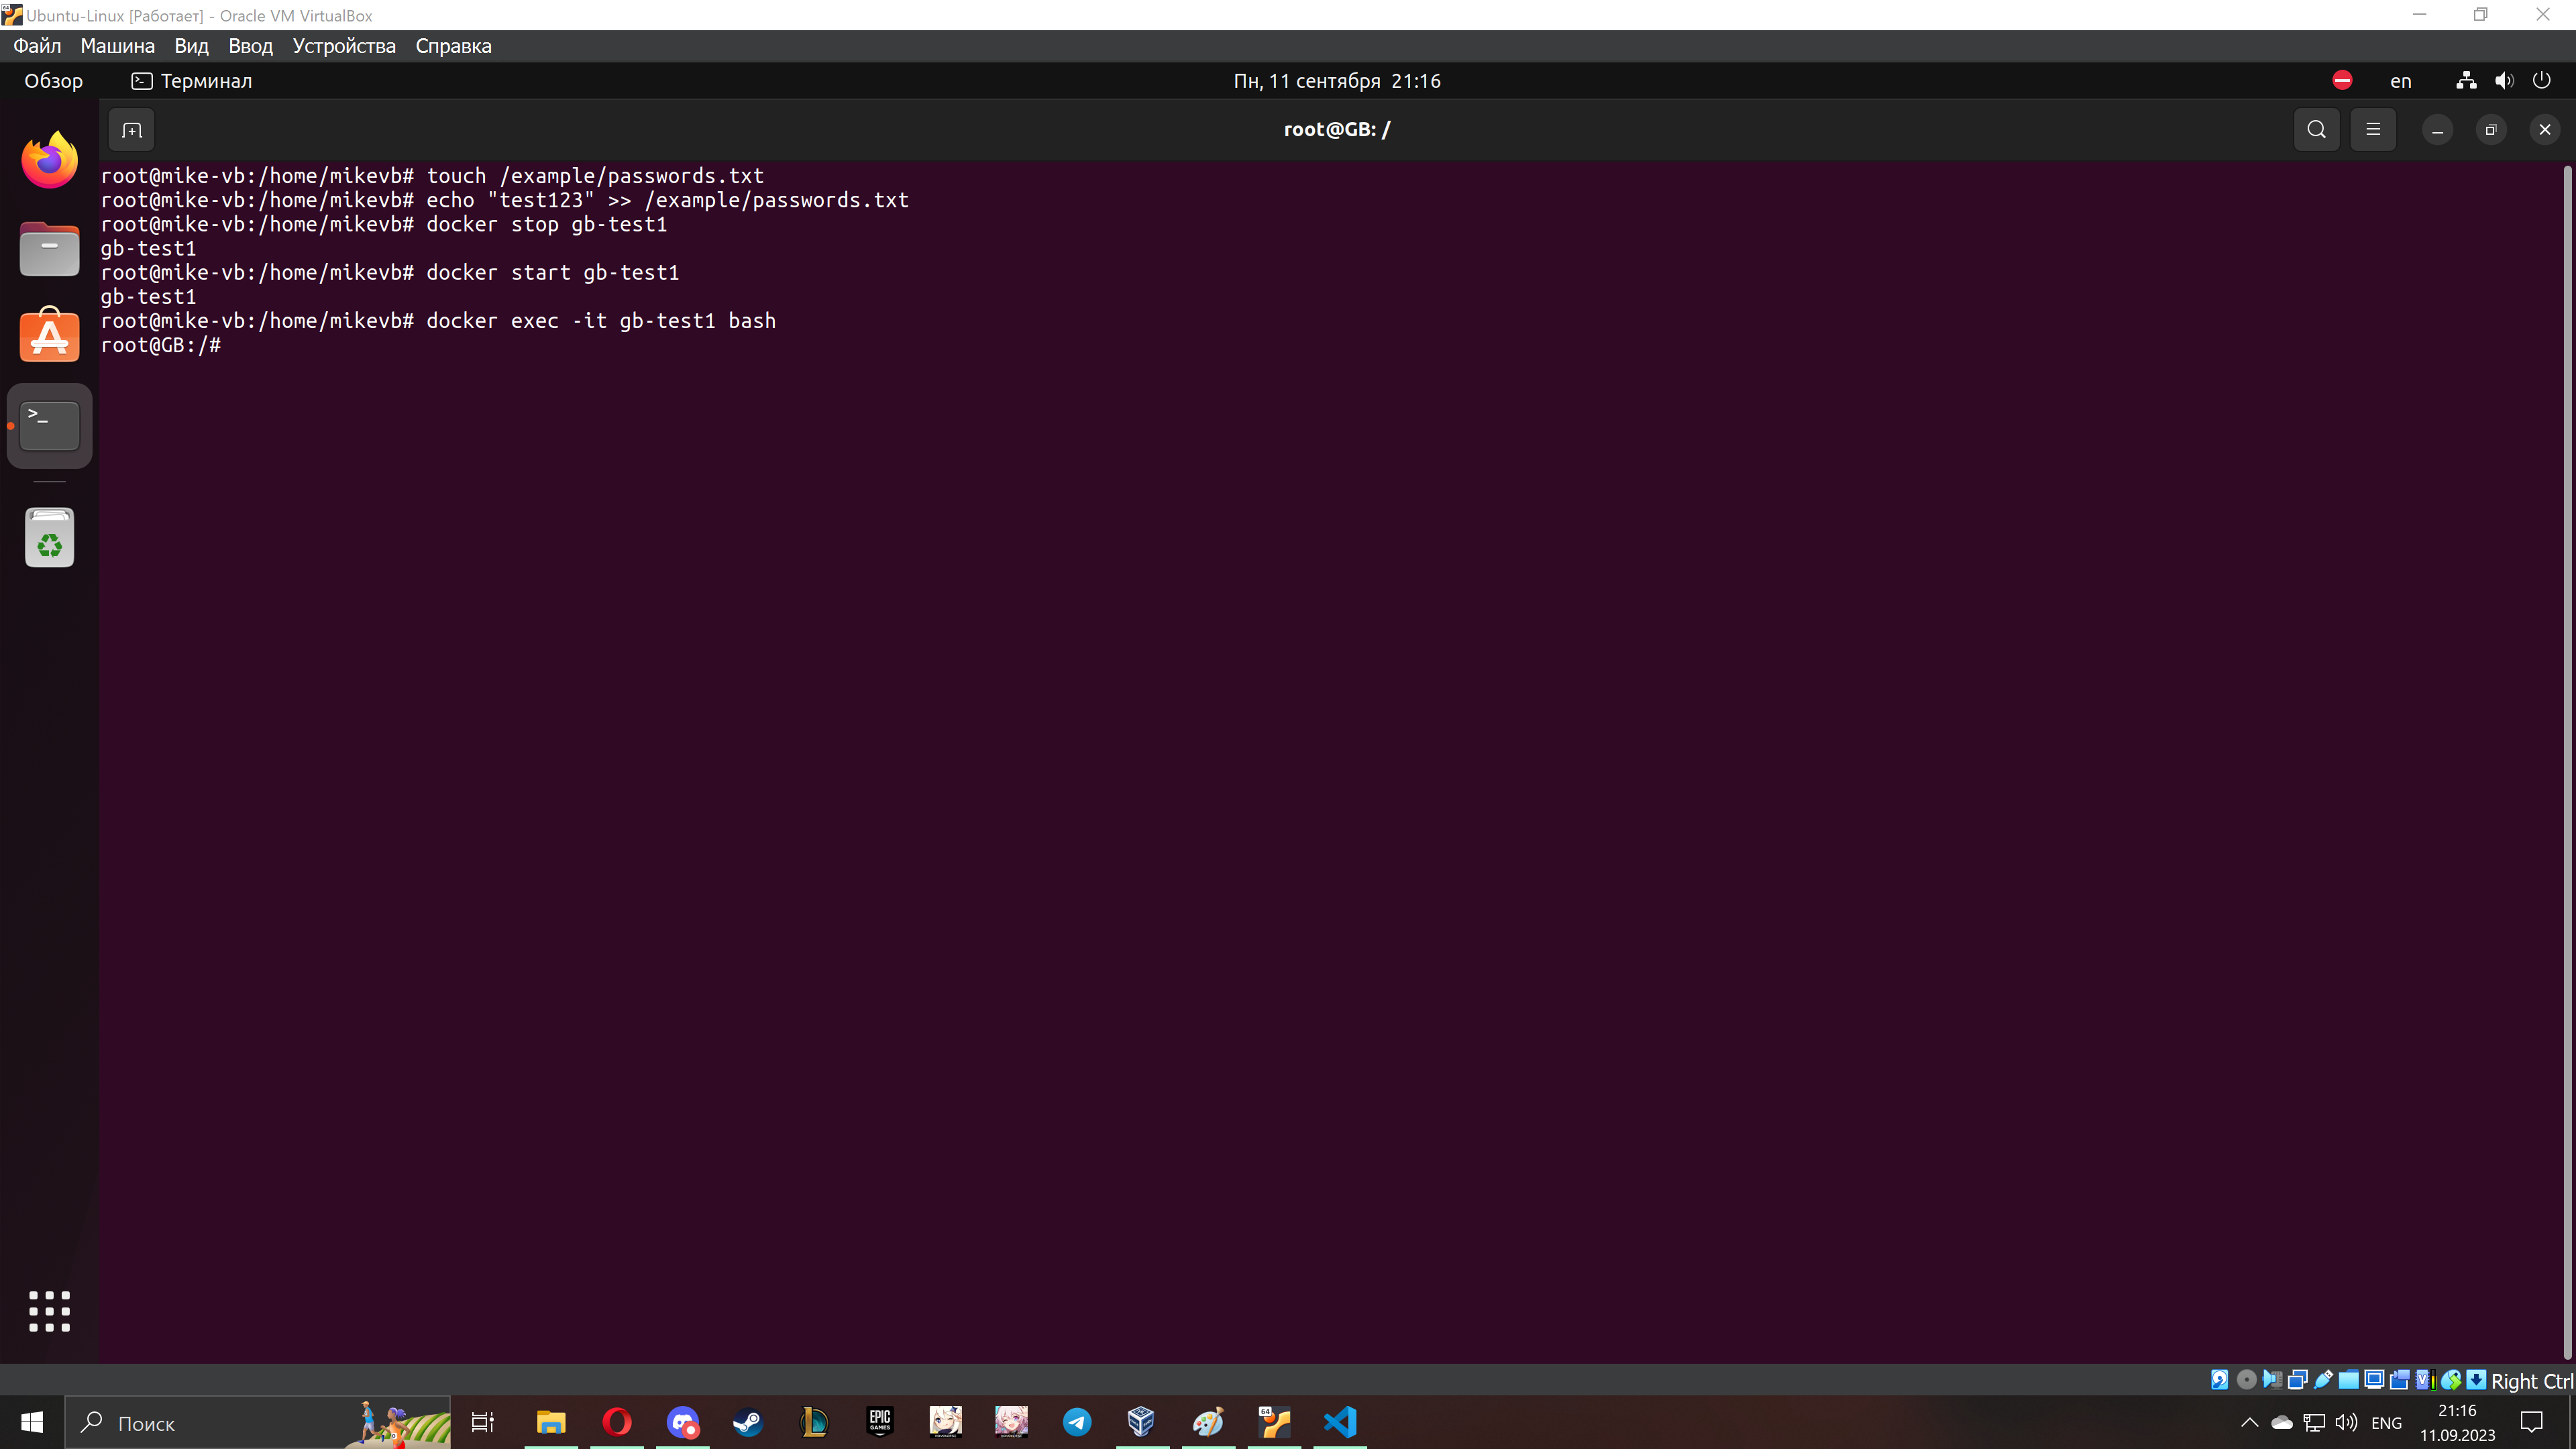 Ubuntu-Linux [Работает] - Oracle VM VirtualBox
Файл Машина Вид Ввод Устройства Справка
Обзор Терминал Пн, 11 сентября 21:16 en
root@GB: /
root@mike-vb:/home/mikevb# touch /example/passwords.txt
root@mike-vb:/home/mikevb# echo "test123" >> /example/passwords.txt
root@mike-vb:/home/mikevb# docker stop gb-test1
gb-test1
root@mike-vb:/home/mikevb# docker start gb-test1
gb-test1
root@mike-vb:/home/mikevb# docker exec -it gb-test1 bash
root@GB:/#
Right Ctrl
Поиск
EPIC
GAMES
64
ENG
21:16
11.09.2023